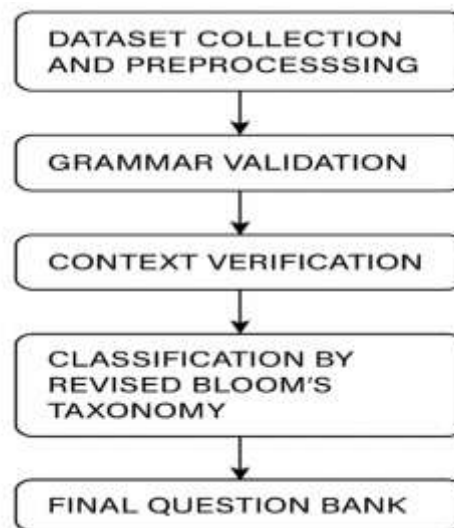 DATASET COLLECTION
AND PREPROCESSSING
GRAMMAR VALIDATION
CONTEXT VERIFICATION
CLASSIFICATION BY
REVISED BLOOM'S
TAXONOMY
FINAL QUESTION BANK